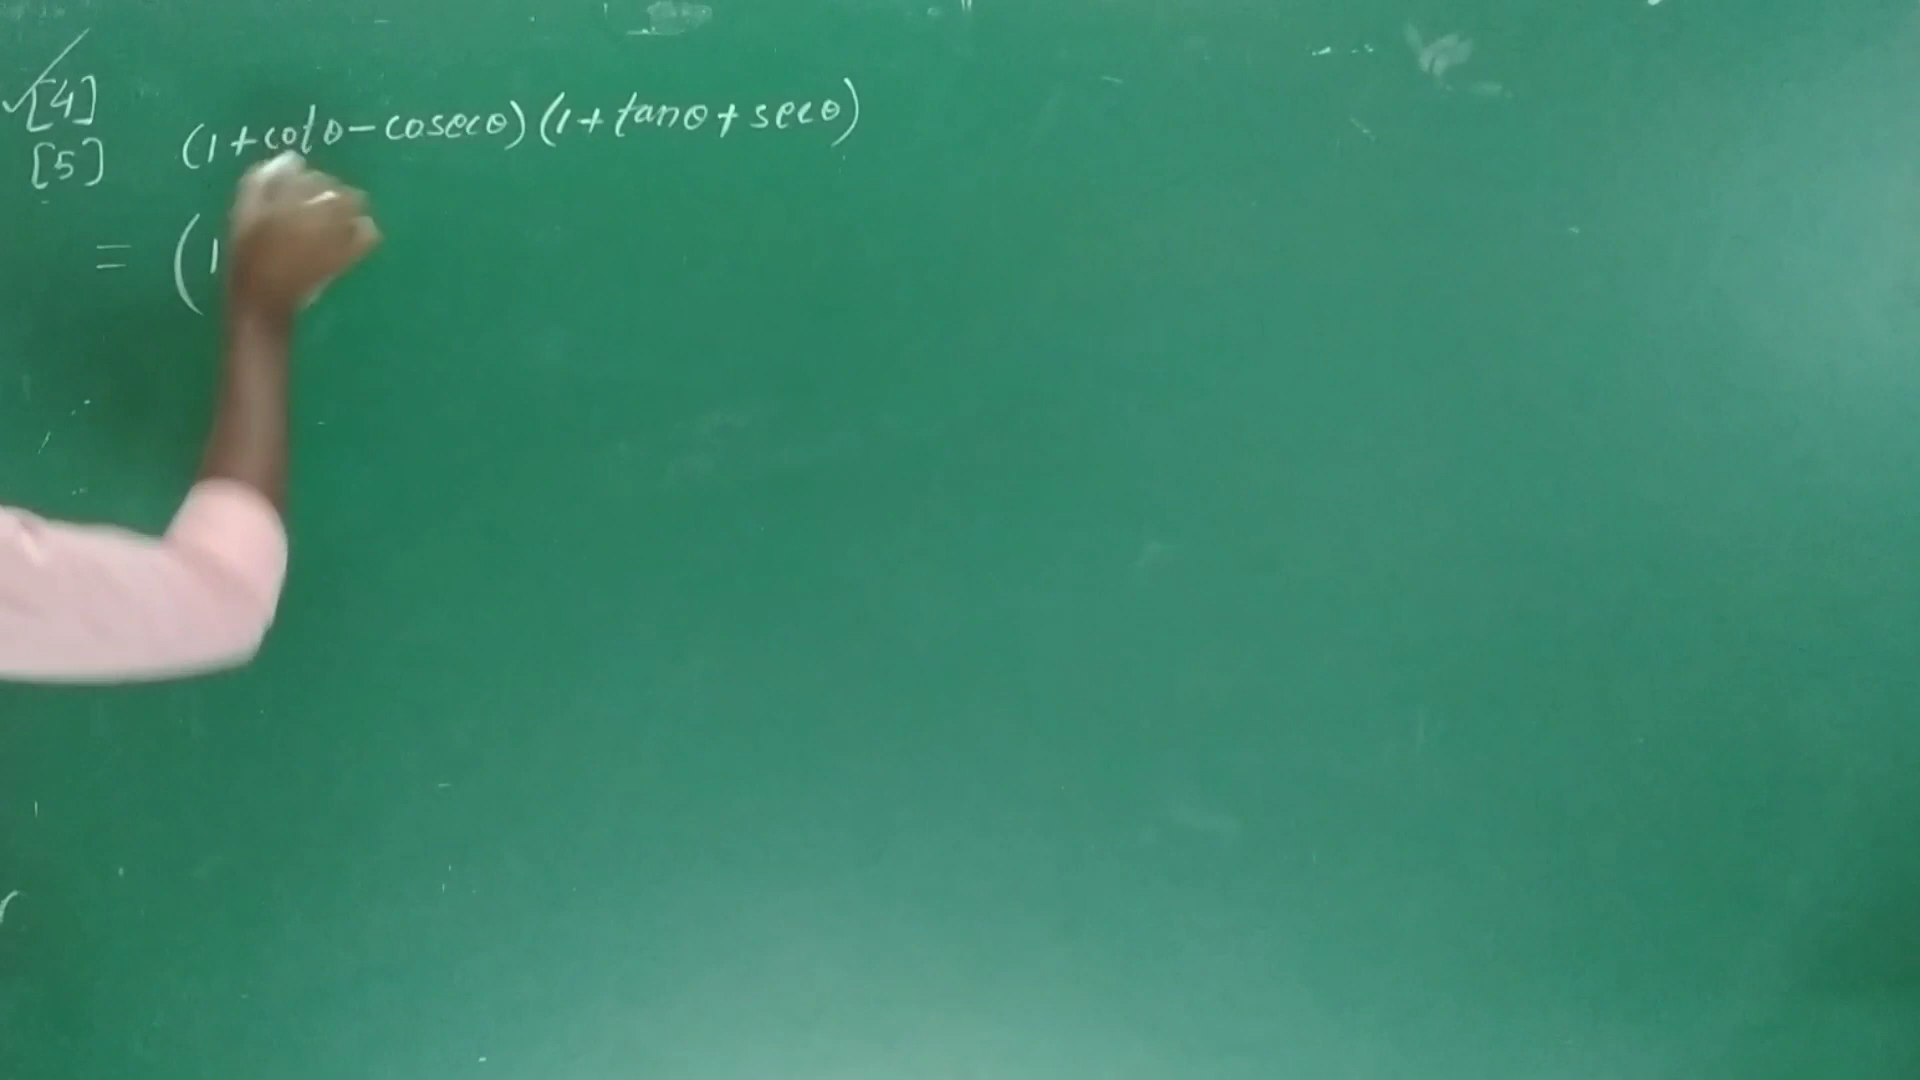 [4]
[5] (1+cotθ-cosecθ)(1+tanθ+secθ)
= (1